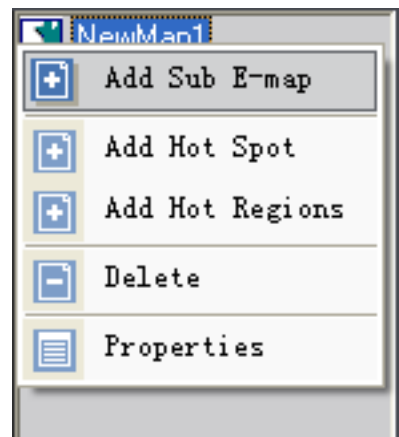 NewMap1
Add Sub E-map
Add Hot Spot
Add Hot Regions
Delete
Properties